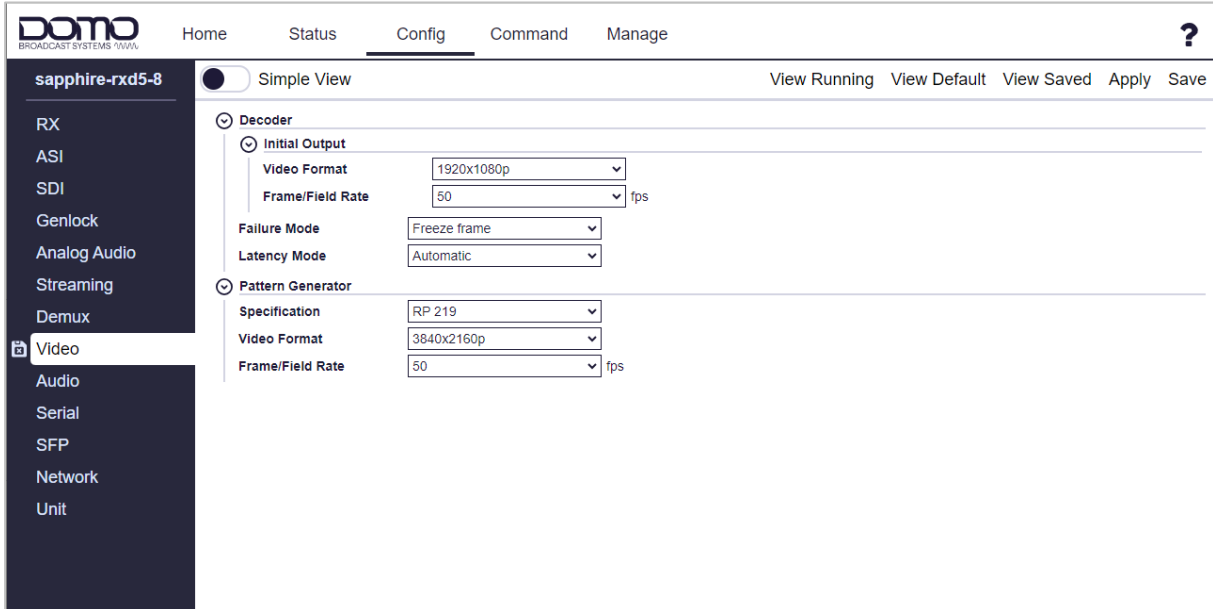 DOMO
BROADCAST SYSTEMS
Home Status Config Command Manage ?
sapphire-rxd5-8
Simple View View Running View Default View Saved Apply Save
RX
ASI
SDI
Genlock
Analog Audio
Streaming
Demux
Video
Audio
Serial
SFP
Network
Unit
Decoder
Initial Output
Video Format 1920x1080p
Frame/Field Rate 50 fps
Failure Mode Freeze frame
Latency Mode Automatic
Pattern Generator
Specification RP 219
Video Format 3840x2160p
Frame/Field Rate 50 fps